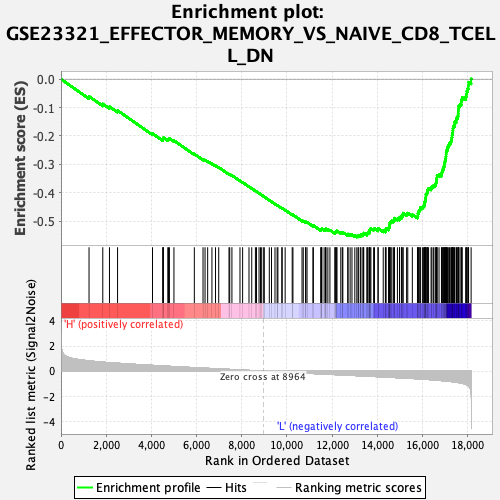 Enrichment plot:
GSE23321_EFFECTOR_MEMORY_VS_NAIVE_CD8_TCEL
L_DN
Enrichment score (ES)
0.0
-0.1
-0.2
-0.3
-0.4
-0.5
'H' (positively correlated)
Ranked list metric (Signal2Noise)
4
2
0
-2
-4
Zero cross at 8964
'L' (negatively correlated)
0
2,000
4,000
6,000
8,000
10,000
12,000
14,000
16,000
18,000
Rank in Ordered Dataset
Enrichment profile
Hits
Ranking metric scores